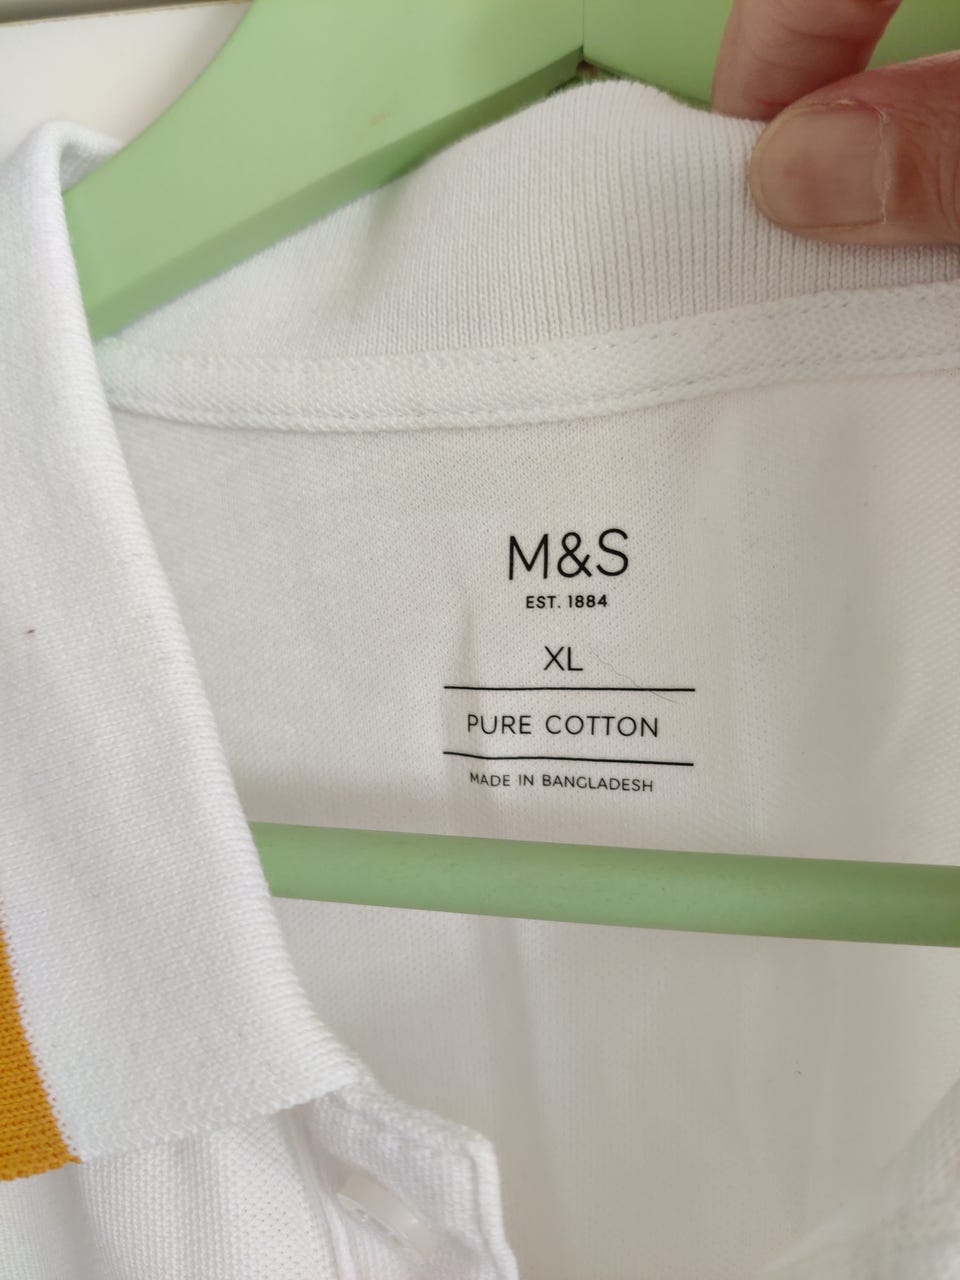 M&S
EST. 1884
XL
PURE COTTON
MADE IN BANGLADESH